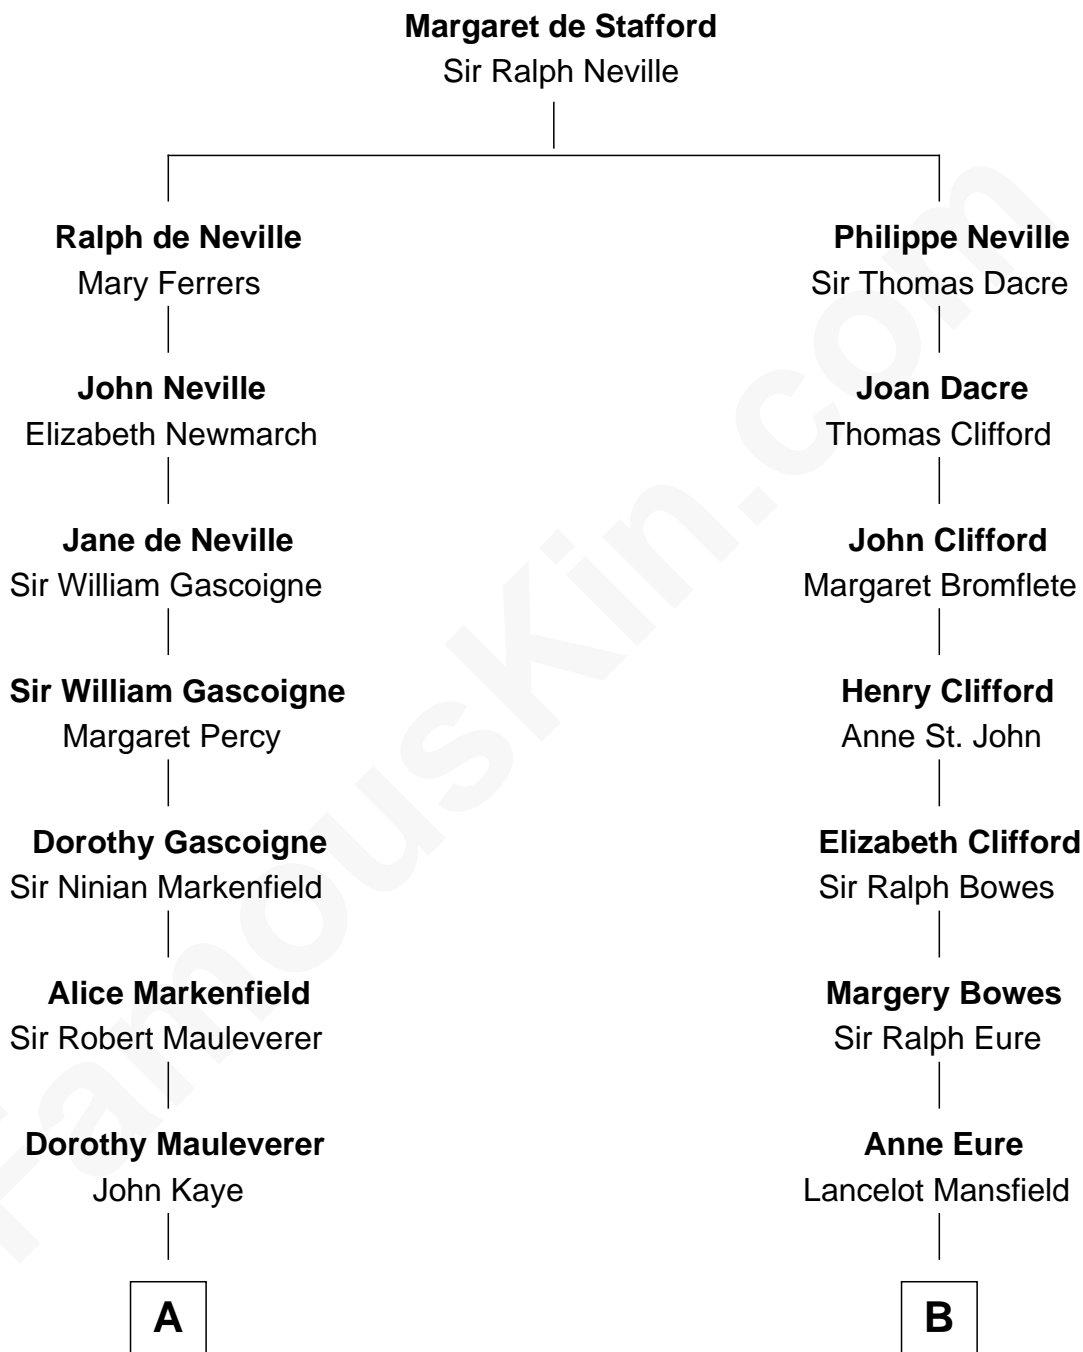 Margaret de Stafford
Sir Ralph Neville
Ralph de Neville
Mary Ferrers
Philippe Neville
Sir Thomas Dacre
John Neville
Elizabeth Newmarch
Joan Dacre
Thomas Clifford
Jane de Neville
Sir William Gascoigne
John Clifford
Margaret Bromflete
Sir William Gascoigne
Margaret Percy
Henry Clifford
Anne St. John
Dorothy Gascoigne
Sir Ninian Markenfield
Elizabeth Clifford
Sir Ralph Bowes
Alice Markenfield
Sir Robert Mauleverer
Margery Bowes
Sir Ralph Eure
Dorothy Mauleverer
John Kaye
Anne Eure
Lancelot Mansfield
A
B
FamousKin.com